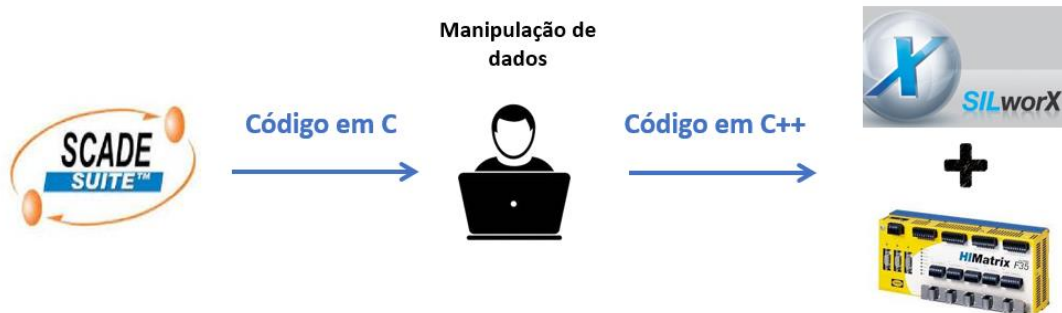 SCADE
SUITE™
Código em C
Manipulação de
dados
Código em C++
X
SILworX
HIMatrix F35